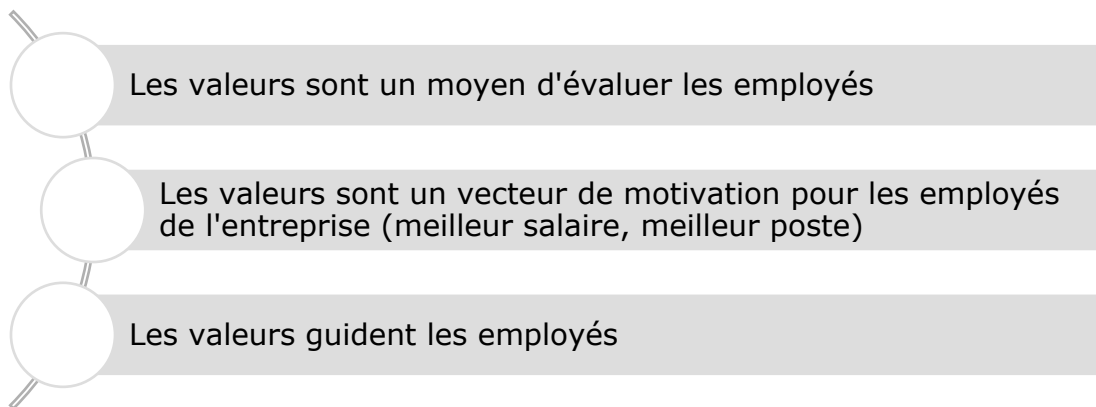 Les valeurs sont un moyen d'évaluer les employés
Les valeurs sont un vecteur de motivation pour les employés
de l'entreprise (meilleur salaire, meilleur poste)
Les valeurs guident les employés